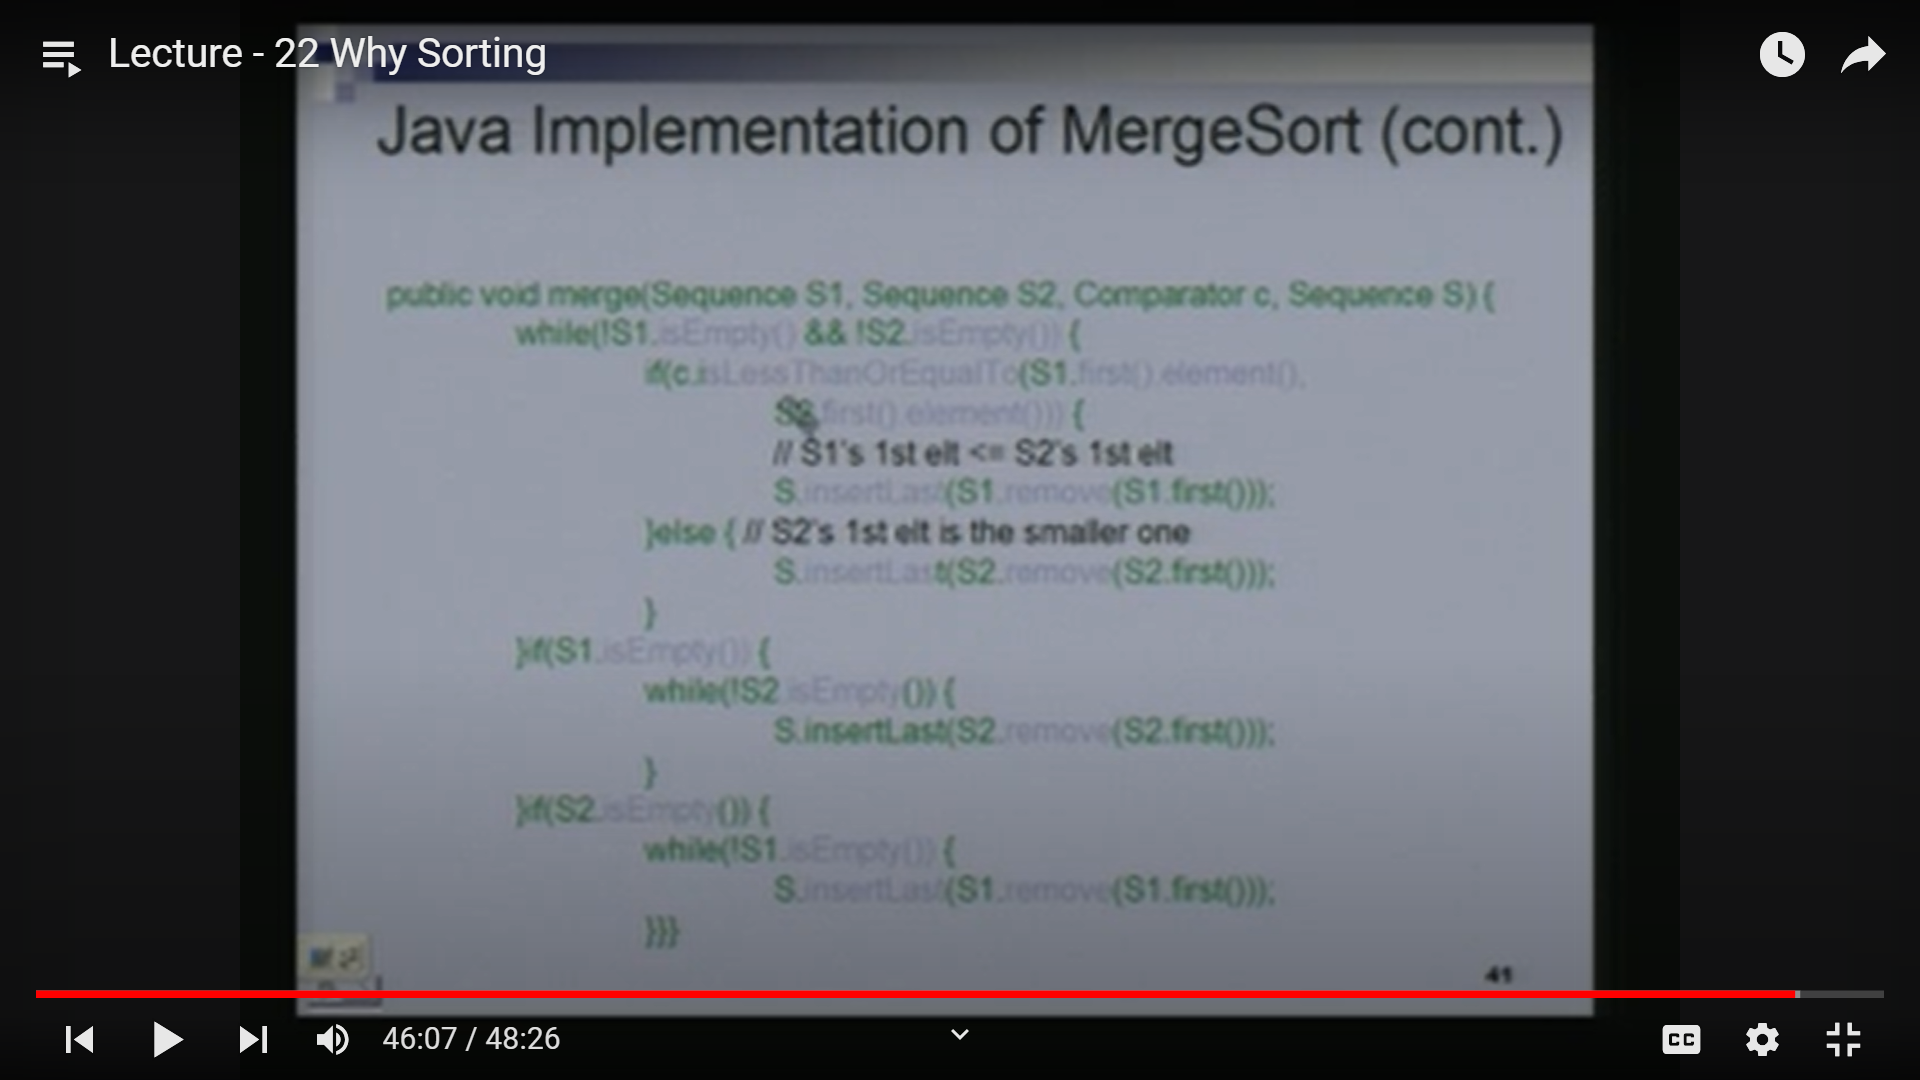 Lecture - 22 Why Sorting
Java Implementation of MergeSort (cont.)
public void merge(Sequence S1, Sequence S2, Comparator c, Sequence S) {
while(!S1.isEmpty() && !S2.isEmpty()) {
if(c.isLessThanOrEqualTo(S1.first().element(),
S2.first().element())) {
// S1's 1st elt <= S2's 1st elt
S.insertLast(S1.remove(S1.first()));
}else { // S2's 1st elt is the smaller one
S.insertLast(S2.remove(S2.first()));
}
}if(S1.isEmpty()) {
while(!S2.isEmpty()) {
S.insertLast(S2.remove(S2.first()));
}
}if(S2.isEmpty()) {
while(!S1.isEmpty()) {
S.insertLast(S1.remove(S1.first()));
}}}
41
46:07 / 48:26
CC